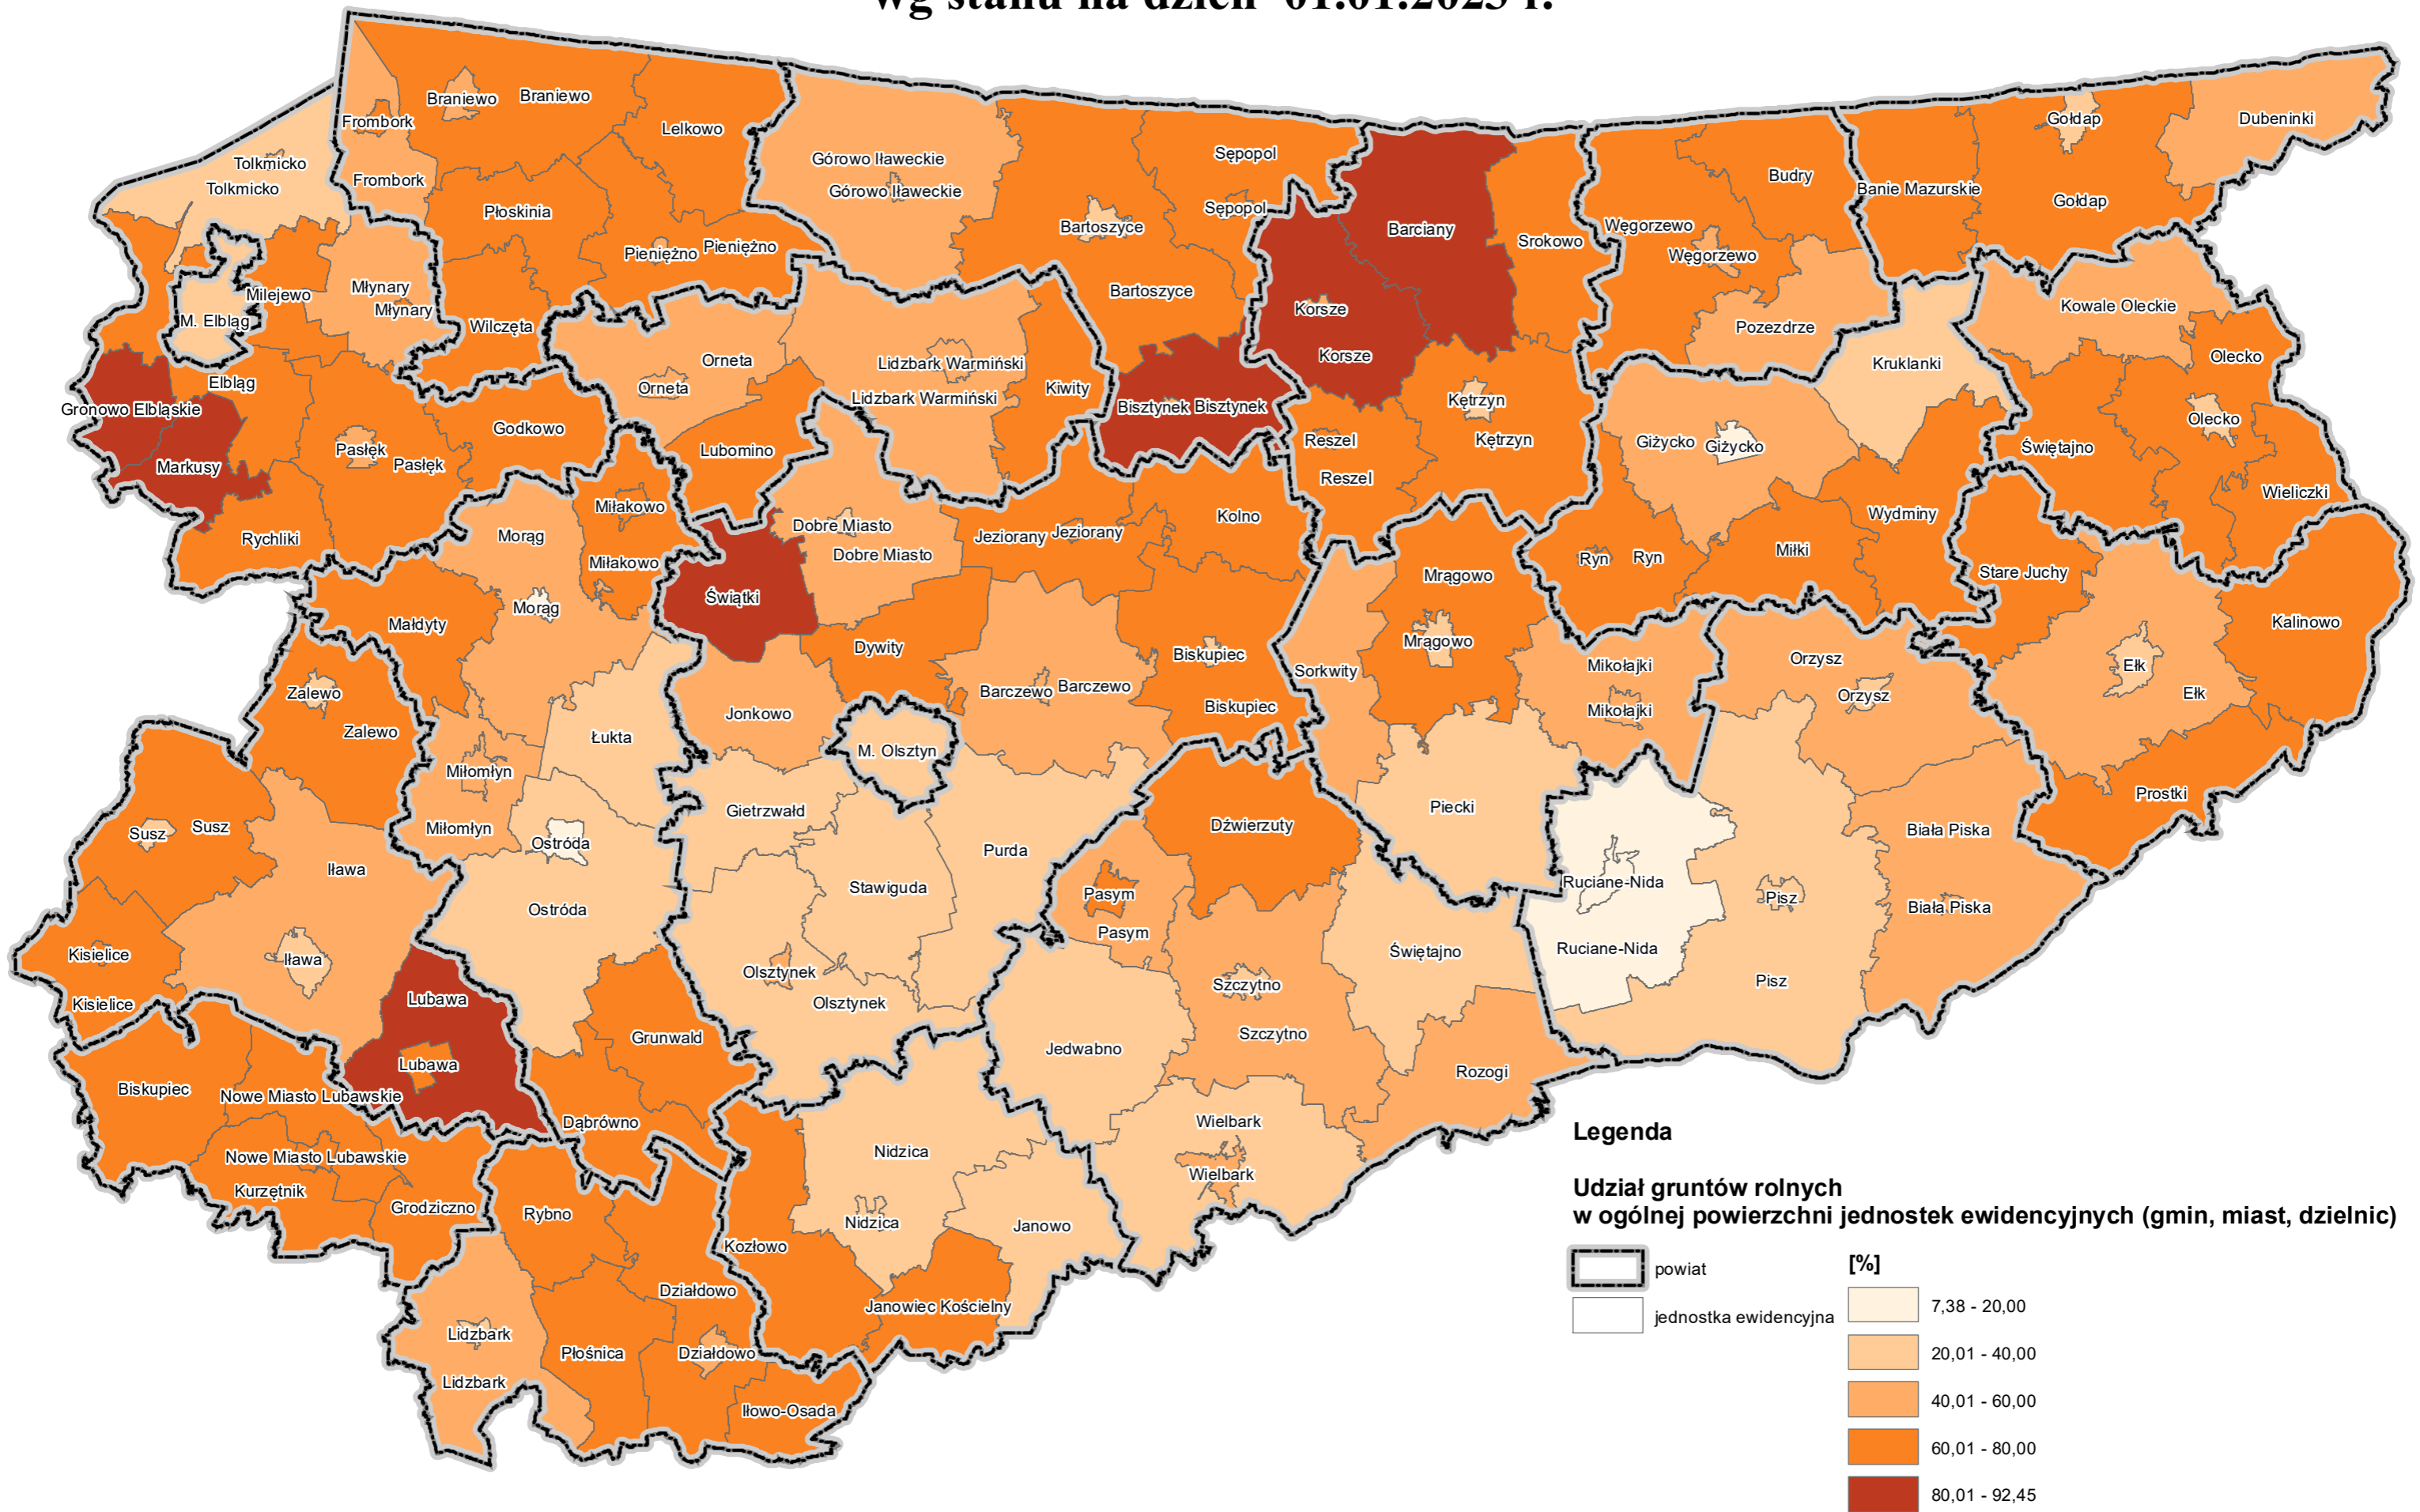 wg stanu na dzień 01.01.2023 r.
Braniewo
Braniewo
Frombork
Lelkowo
Tolkmicko
Tolkmicko
Frombork
Płoskinia
Górowo Iławeckie
Górowo Iławeckie
Sępopol
Sępopol
Bartoszyce
Bartoszyce
Barciany
Srokowo
Węgorzewo
Węgorzewo
Budry
Banie Mazurskie
Gołdap
Gołdap
Dubeninki
Pieniężno
Pieniężno
Milejewo
Młynary
Młynary
M. Elbląg
Wilczęta
Orneta
Orneta
Lidzbark Warmiński
Lidzbark Warmiński
Kiwity
Korsze
Korsze
Pozezdrze
Kowale Oleckie
Kruklanki
Olecko
Olecko
Elbląg
Gronowo Elbląskie
Markusy
Pasłęk
Pasłęk
Godkowo
Lubomino
Bisztynek
Bisztynek
Kętrzyn
Kętrzyn
Reszel
Reszel
Giżycko
Giżycko
Świętajno
Wieliczki
Wydminy
Rychliki
Morąg
Morąg
Miłakowo
Miłakowo
Dobre Miasto
Dobre Miasto
Jeziorany
Jeziorany
Kolno
Ryn
Ryn
Miłki
Stare Juchy
Mrągowo
Mrągowo
Świątki
Małdyty
Dywity
Biskupiec
Biskupiec
Sorkwity
Mikołajki
Mikołajki
Orzysz
Orzysz
Kalinowo
Ełk
Ełk
Zalewo
Zalewo
Łukta
Jonkowo
Barczewo
Barczewo
M. Olsztyn
Miłomłyn
Miłomłyn
Gietrzwałd
Piecki
Prostki
Susz
Susz
Iława
Iława
Ostróda
Ostróda
Stawiguda
Purda
Dźwierzuty
Biała Piska
Biała Piska
Ruciane-Nida
Ruciane-Nida
Pisz
Pisz
Pasym
Pasym
Kisielice
Kisielice
Olsztynek
Olsztynek
Świętajno
Szczytno
Szczytno
Lubawa
Lubawa
Grunwald
Jedwabno
Rozogi
Biskupiec
Nowe Miasto Lubawskie
Nowe Miasto Lubawskie
Dąbrówno
Wielbark
Wielbark
Nidzica
Nidzica
Kurzętnik
Grodziczno
Rybno
Kozłowo
Janowo
Działdowo
Działdowo
Janowiec Kościelny
Lidzbark
Lidzbark
Płośnica
Iłowo-Osada
Legenda
Udział gruntów rolnych
w ogólnej powierzchni jednostek ewidencyjnych (gmin, miast, dzielnic)
powiat
jednostka ewidencyjna
[%]
7,38 - 20,00
20,01 - 40,00
40,01 - 60,00
60,01 - 80,00
80,01 - 92,45